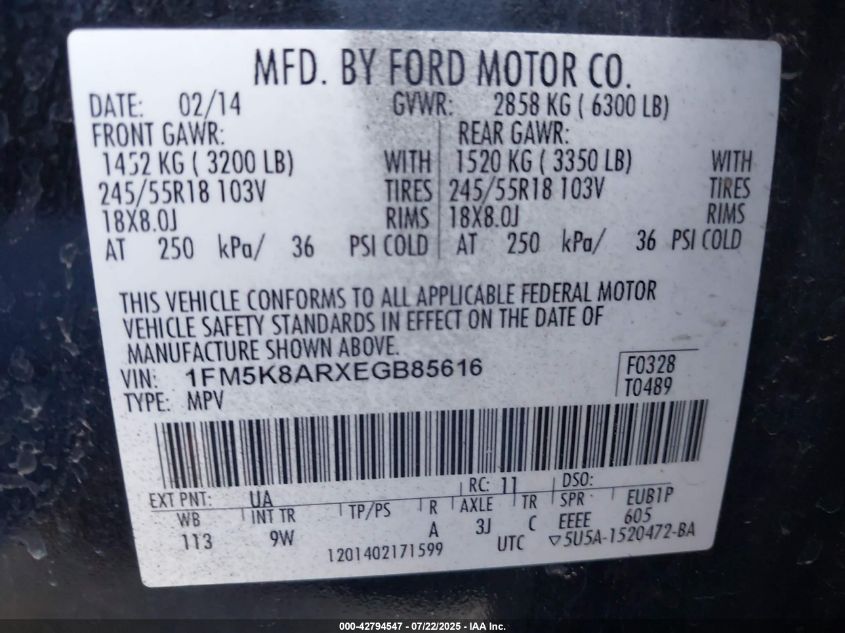 MFD. BY FORD MOTOR CO.
DATE: 02/14 GVWR: 2858 KG ( 6300 LB)
FRONT GAWR: REAR GAWR:
1452 KG ( 3200 LB) WITH 1520 KG ( 3350 LB) WITH
245/55R18 103V TIRES 245/55R18 103V TIRES
18X8.0J RIMS 18X8.0J RIMS
AT 250 kPa/ 36 PSI COLD AT 250 kPa/ 36 PSI COLD
THIS VEHICLE CONFORMS TO ALL APPLICABLE FEDERAL MOTOR
VEHICLE SAFETY STANDARDS IN EFFECT ON THE DATE OF
MANUFACTURE SHOWN ABOVE.
VIN: 1FM5K8ARXEGB85616 F0328
TYPE: MPV T0489
EXT PNT: UA RC: 11 DSO:
WB INT TR TP/PS R AXLE TR SPR EUB1P
113 9W A 3J C EEEE 605
1201402171599 UTC ▽5U5A-1520472-BA
000-42794547 - 07/22/2025 - IAA Inc.